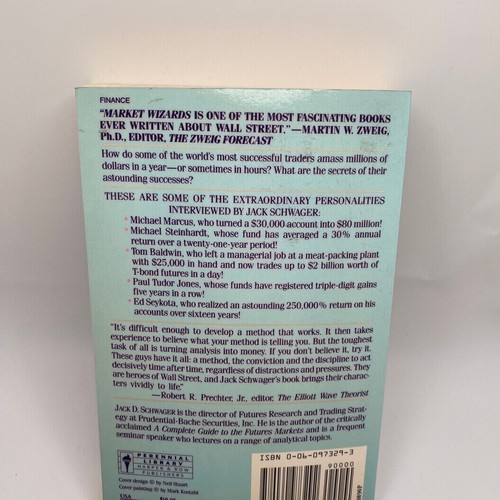 FINANCE
"MARKET WIZARDS IS ONE OF THE MOST FASCINATING BOOKS
EVER WRITTEN ABOUT WALL STREET."—MARTIN W. ZWEIG,
Ph.D., EDITOR, THE ZWEIG FORECAST
How do some of the world's most successful traders amass millions of
dollars in a year—or sometimes in hours? What are the secrets of their
astounding successes?
THESE ARE SOME OF THE EXTRAORDINARY PERSONALITIES
INTERVIEWED BY JACK SCHWAGER:
• Michael Marcus, who turned a $30,000 account into $80 million!
• Michael Steinhardt, whose fund has averaged a 30% annual
return over a twenty-one-year period!
• Tom Baldwin, who left a managerial job at a meat-packing plant
with $25,000 in hand and now trades up to $2 billion worth of
T-bond futures in a day!
• Paul Tudor Jones, whose funds have registered triple-digit gains
five years in a row!
• Ed Seykota, who realized an astounding 250,000% return on his
accounts over sixteen years!
"It's difficult enough to develop a method that works. It then takes
experience to believe what your method is telling you. But the toughest
task of all is turning analysis into money. If you don't believe it, try it.
These guys have it all: a method, the conviction and the discipline to act
decisively time after time, regardless of distractions and pressures. They
are heroes of Wall Street, and Jack Schwager's book brings their charac-
ters vividly to life."
—Robert R. Prechter, Jr., editor, The Elliott Wave Theorist
JACK D. SCHWAGER is the director of Futures Research and Trading Strat-
egy at Prudential-Bache Securities, Inc. He is the author of the critically
acclaimed A Complete Guide to the Futures Markets and is a frequent
seminar speaker who lectures on a range of analytical topics.
PERENNIAL
LIBRARY
HARPER & ROW
PUBLISHERS
Cover design © by Neil Stuart
Cover painting © by Mark Kostabi
USA
ISBN 0-06-097329-3
90000